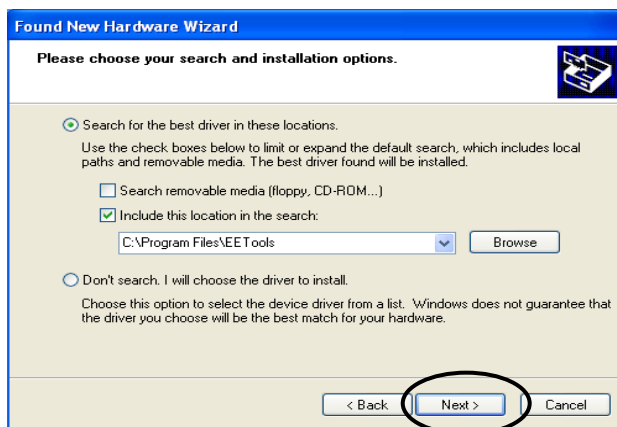 Found New Hardware Wizard
Please choose your search and installation options.
Search for the best driver in these locations.
Use the check boxes below to limit or expand the default search, which includes local
paths and removable media. The best driver found will be installed.
Search removable media (floppy, CD-ROM...)
Include this location in the search:
C:\Program Files\EETools
Browse
Don't search. I will choose the driver to install.
Choose this option to select the device driver from a list. Windows does not guarantee that
the driver you choose will be the best match for your hardware.
< Back Next > Cancel